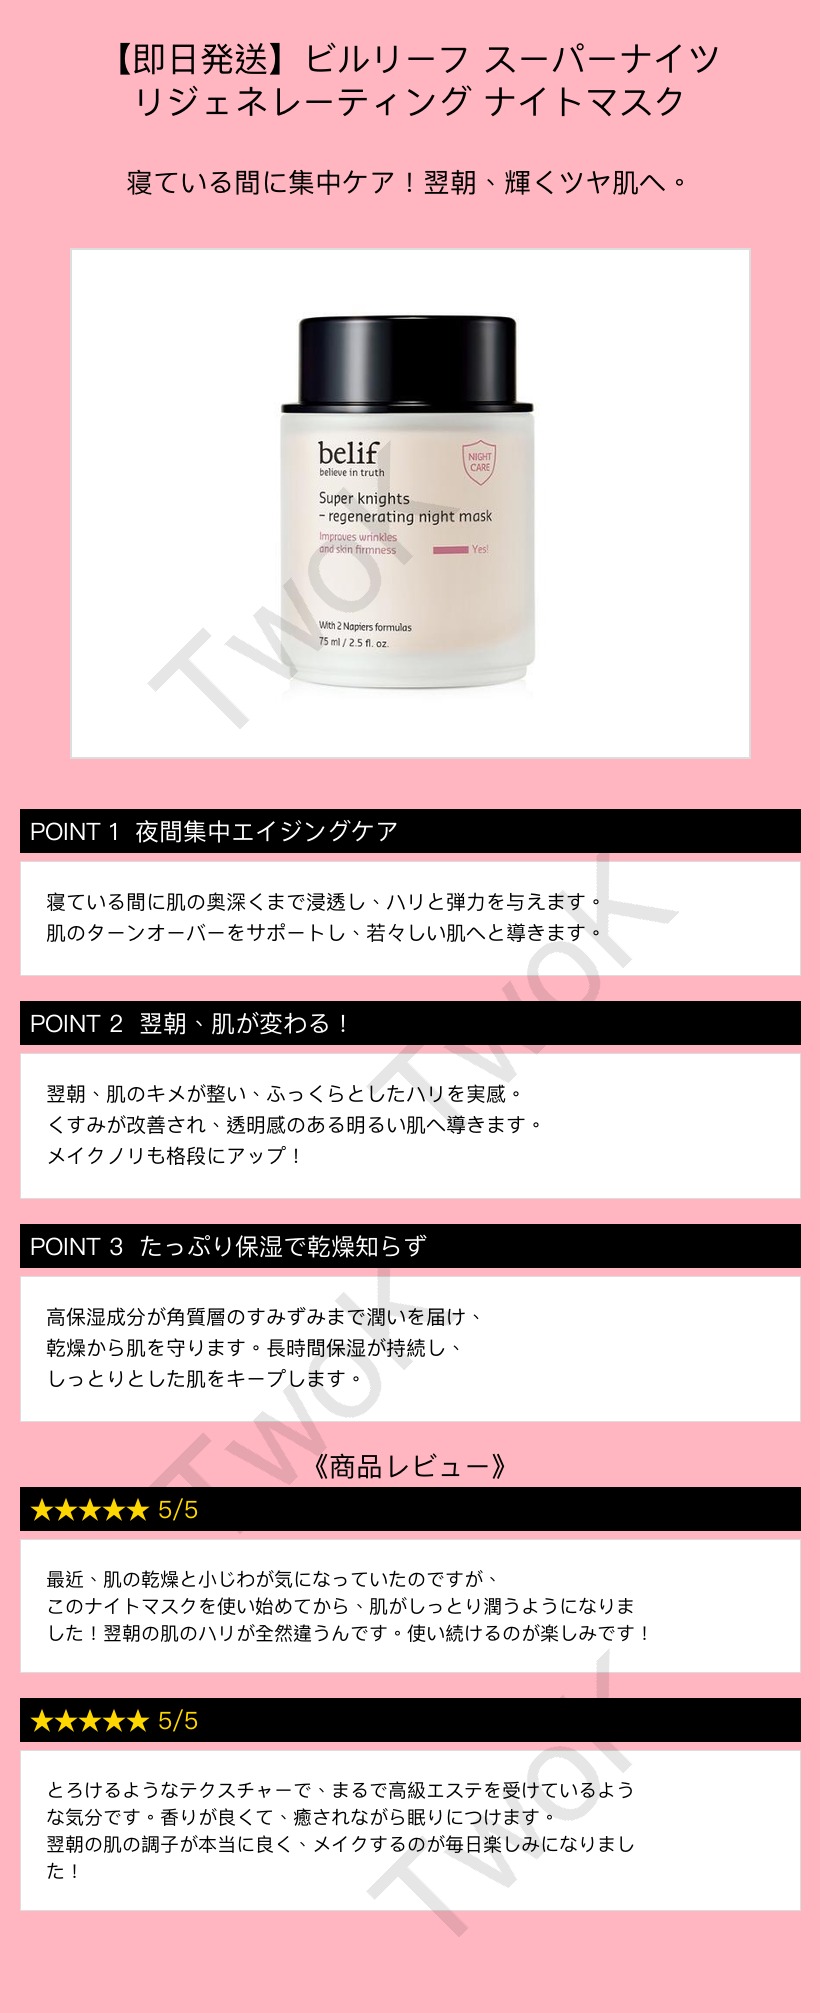 【即日発送】ビルリーフ スーパーナイツ
リジェネレーティング ナイトマスク
寝ている間に集中ケア！翌朝、輝くツヤ肌へ。
belif
believe in truth
NIGHT
CARE
Super knights
– regenerating night mask
Improves wrinkles
and skin firmness
Yes!
With 2 Napiers formulas
75 ml / 2.5 fl. oz.
TwoK
POINT 1 夜間集中エイジングケア
寝ている間に肌の奥深くまで浸透し、ハリと弾力を与えます。
肌のターンオーバーをサポートし、若々しい肌へと導きます。
TwoK
POINT 2 翌朝、肌が変わる！
翌朝、肌のキメが整い、ふっくらとしたハリを実感。
くすみが改善され、透明感のある明るい肌へ導きます。
メイクノリも格段にアップ！
POINT 3 たっぷり保湿で乾燥知らず
高保湿成分が角質層のすみずみまで潤いを届け、
乾燥から肌を守ります。長時間保湿が持続し、
しっとりとした肌をキープします。
TwoK
《商品レビュー》
★★★★★ 5/5
最近、肌の乾燥と小じわが気になっていたのですが、
このナイトマスクを使い始めてから、肌がしっとり潤うようになりま
した！翌朝の肌のハリが全然違うんです。使い続けるのが楽しみです！
★★★★★ 5/5
とろけるようなテクスチャーで、まるで高級エステを受けているよう
な気分です。香りが良くて、癒されながら眠りにつけます。
翌朝の肌の調子が本当に良く、メイクするのが毎日楽しみになりまし
た！
TwoK